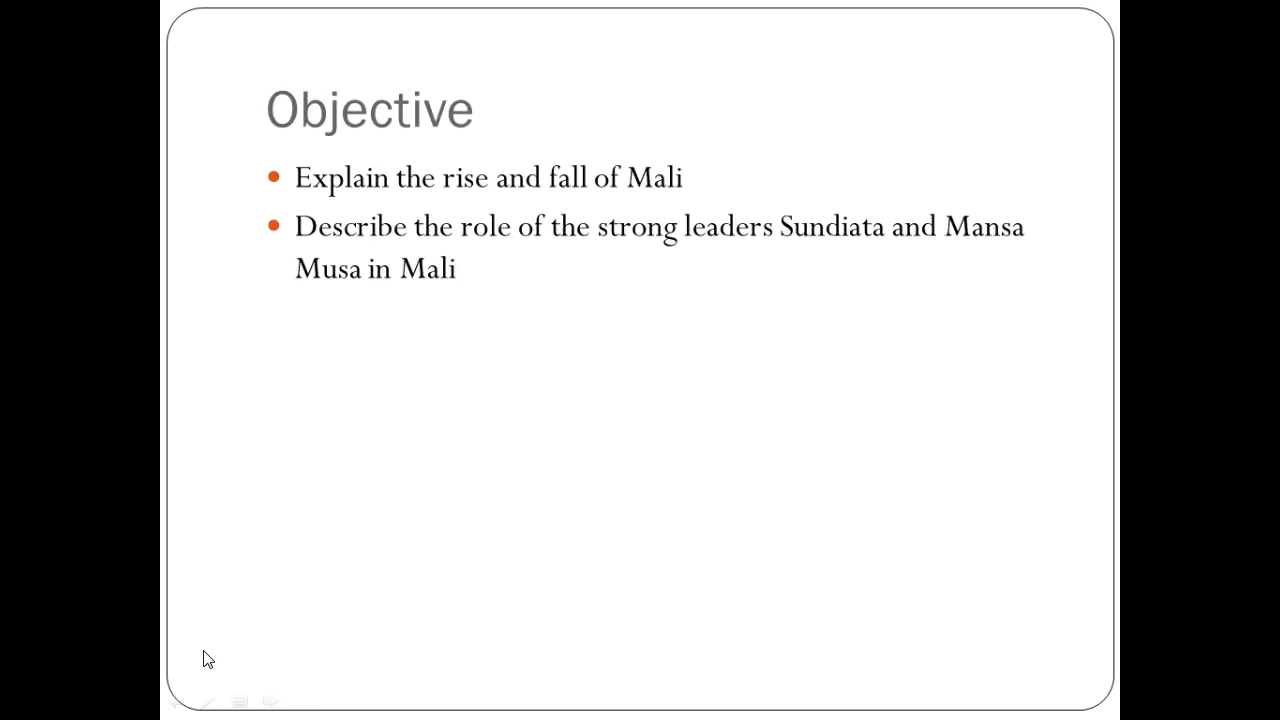 Objective
Explain the rise and fall of Mali
Describe the role of the strong leaders Sundiata and Mansa
Musa in Mali